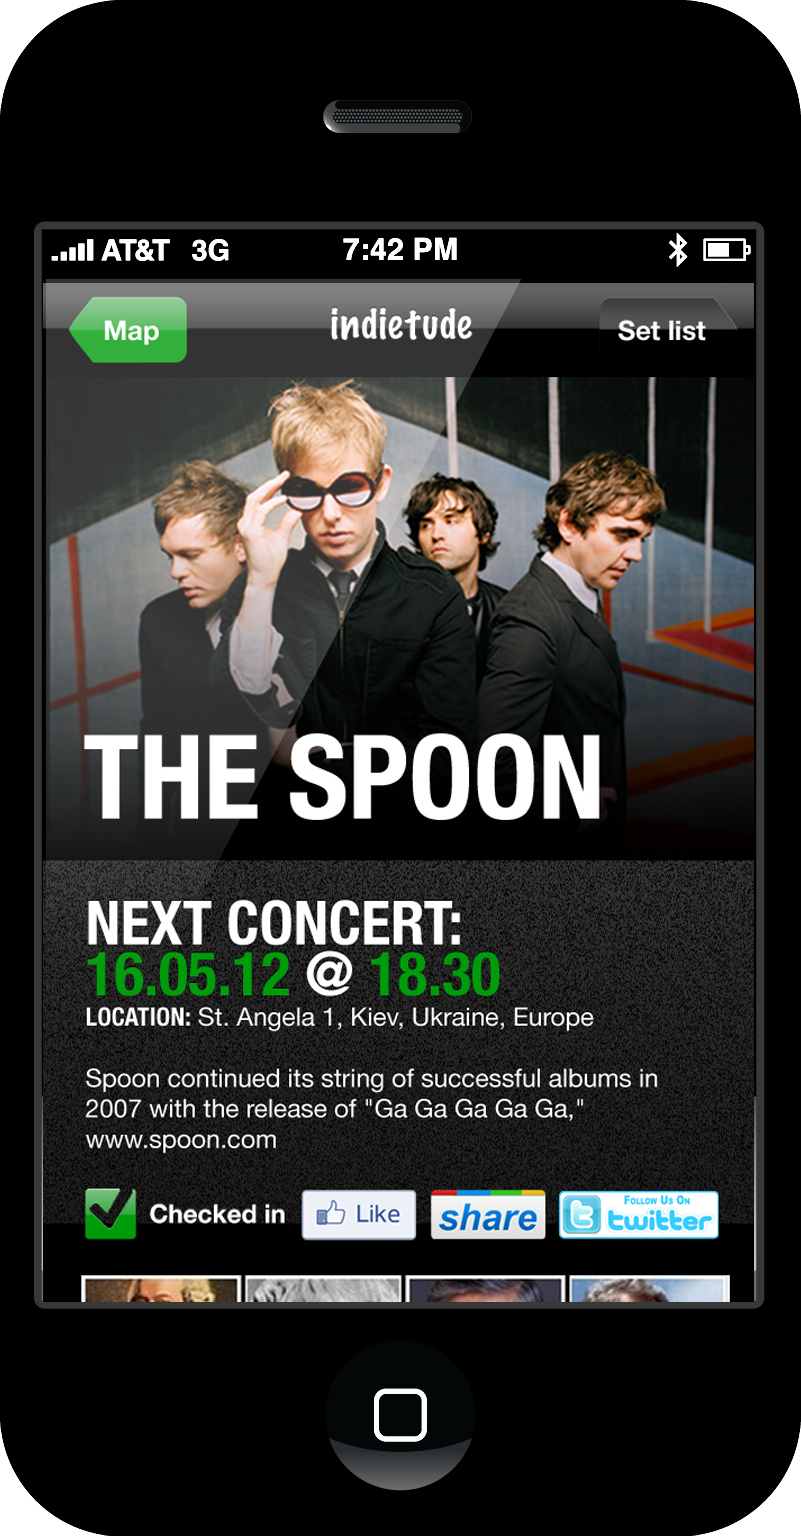 AT&T 3G 7:42 PM
Map indietude Set list
THE SPOON
NEXT CONCERT:
16.05.12 @ 18.30
LOCATION: St. Angela 1, Kiev, Ukraine, Europe
Spoon continued its string of successful albums in
2007 with the release of "Ga Ga Ga Ga Ga,"
www.spoon.com
Checked in Like share FOLLOW US ON
t twitter